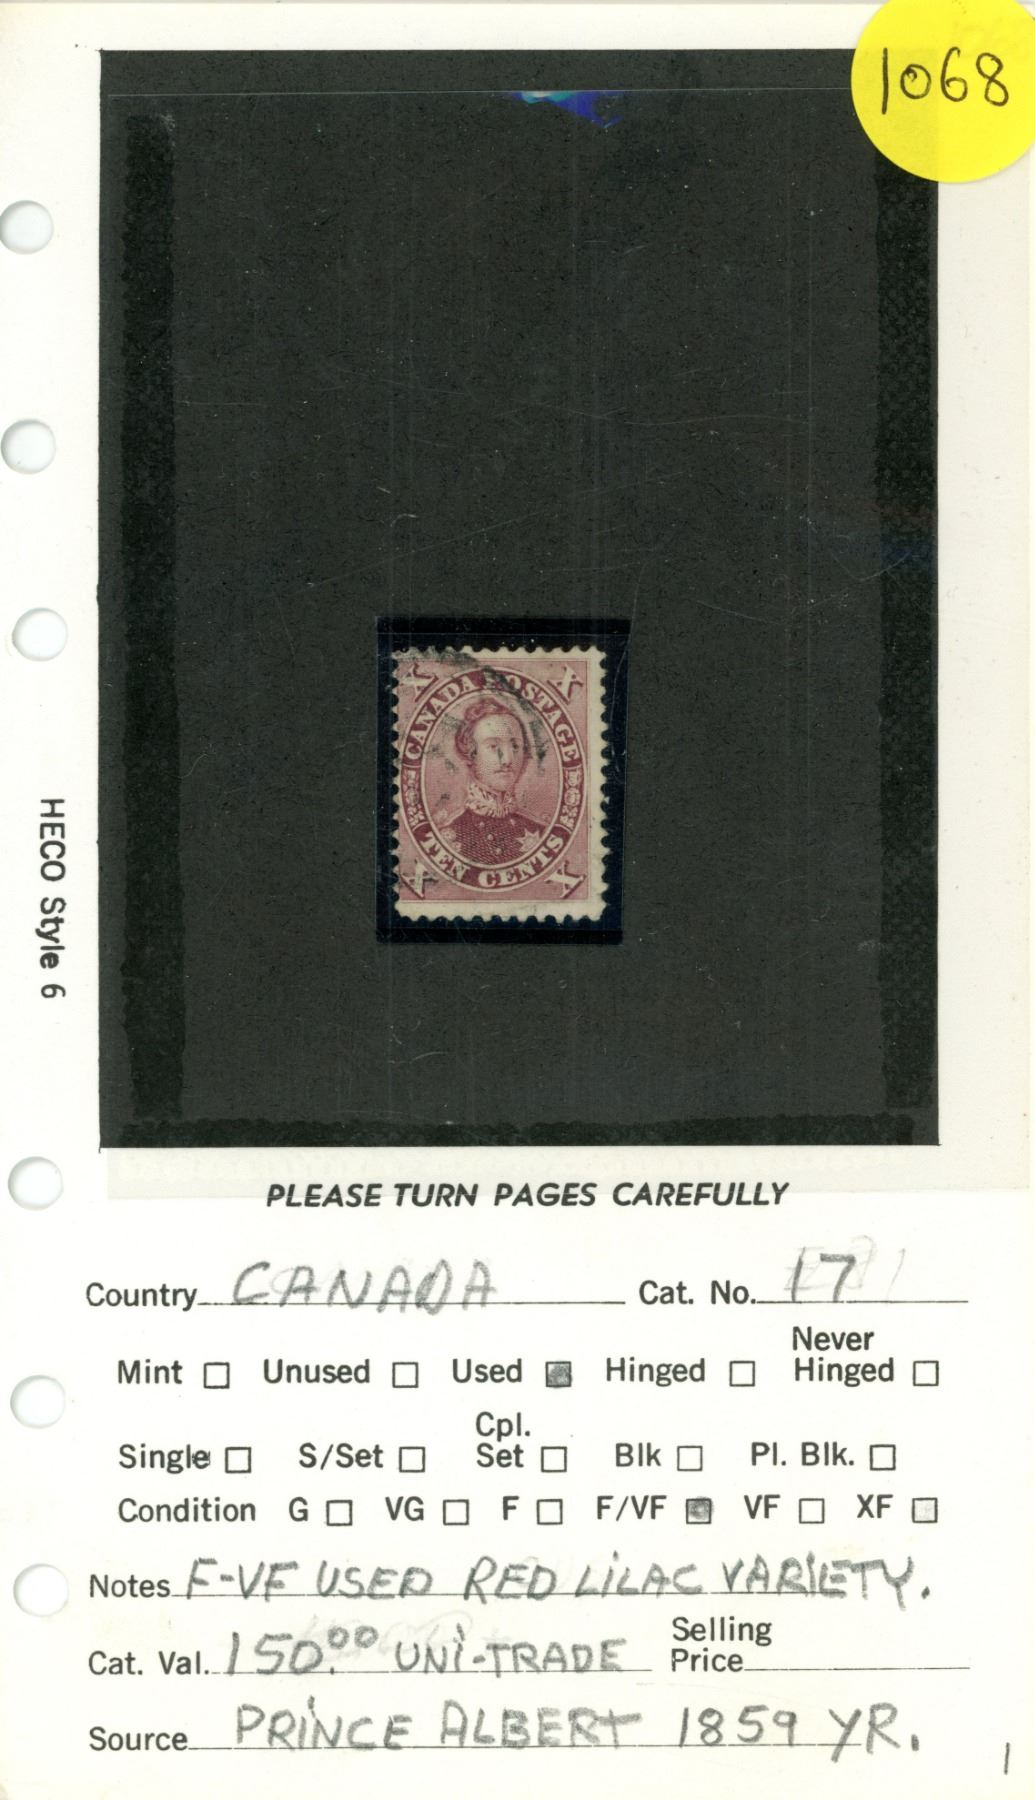 1068
CANADA POSTAGE
X X
TEN CENTS
X X
HECO Style 6
PLEASE TURN PAGES CAREFULLY
Country CANADA Cat. No. 17
Mint Unused Used Hinged Never Hinged
Single S/Set Cpl. Set Blk Pl. Blk.
Condition G VG F F/VF VF XF
Notes F-VF USED RED LiLAC VARIETY.
Cat. Val. 150.00 UNi-TRADE Selling Price
Source PRiNCE ALBERT 1859 YR.
1